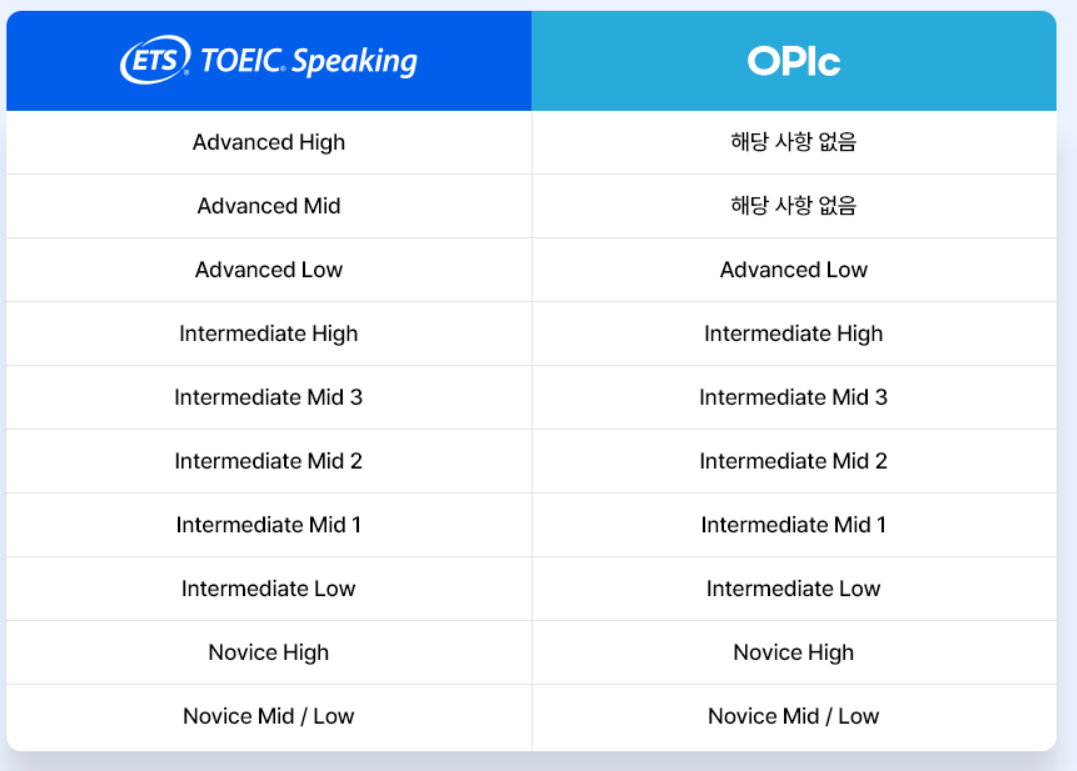 ETS® TOEIC® Speaking OPIc
Advanced High 해당 사항 없음
Advanced Mid 해당 사항 없음
Advanced Low Advanced Low
Intermediate High Intermediate High
Intermediate Mid 3 Intermediate Mid 3
Intermediate Mid 2 Intermediate Mid 2
Intermediate Mid 1 Intermediate Mid 1
Intermediate Low Intermediate Low
Novice High Novice High
Novice Mid / Low Novice Mid / Low